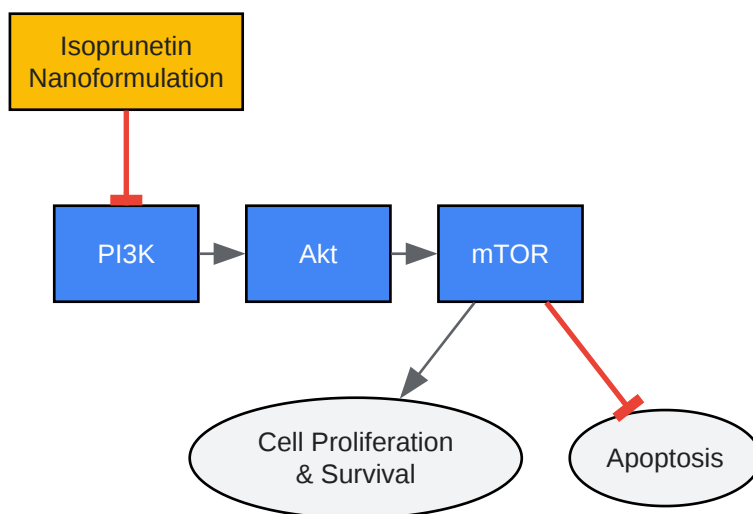 Isoprunetin
Nanoformulation
PI3K
Akt
mTOR
Cell Proliferation
& Survival
Apoptosis